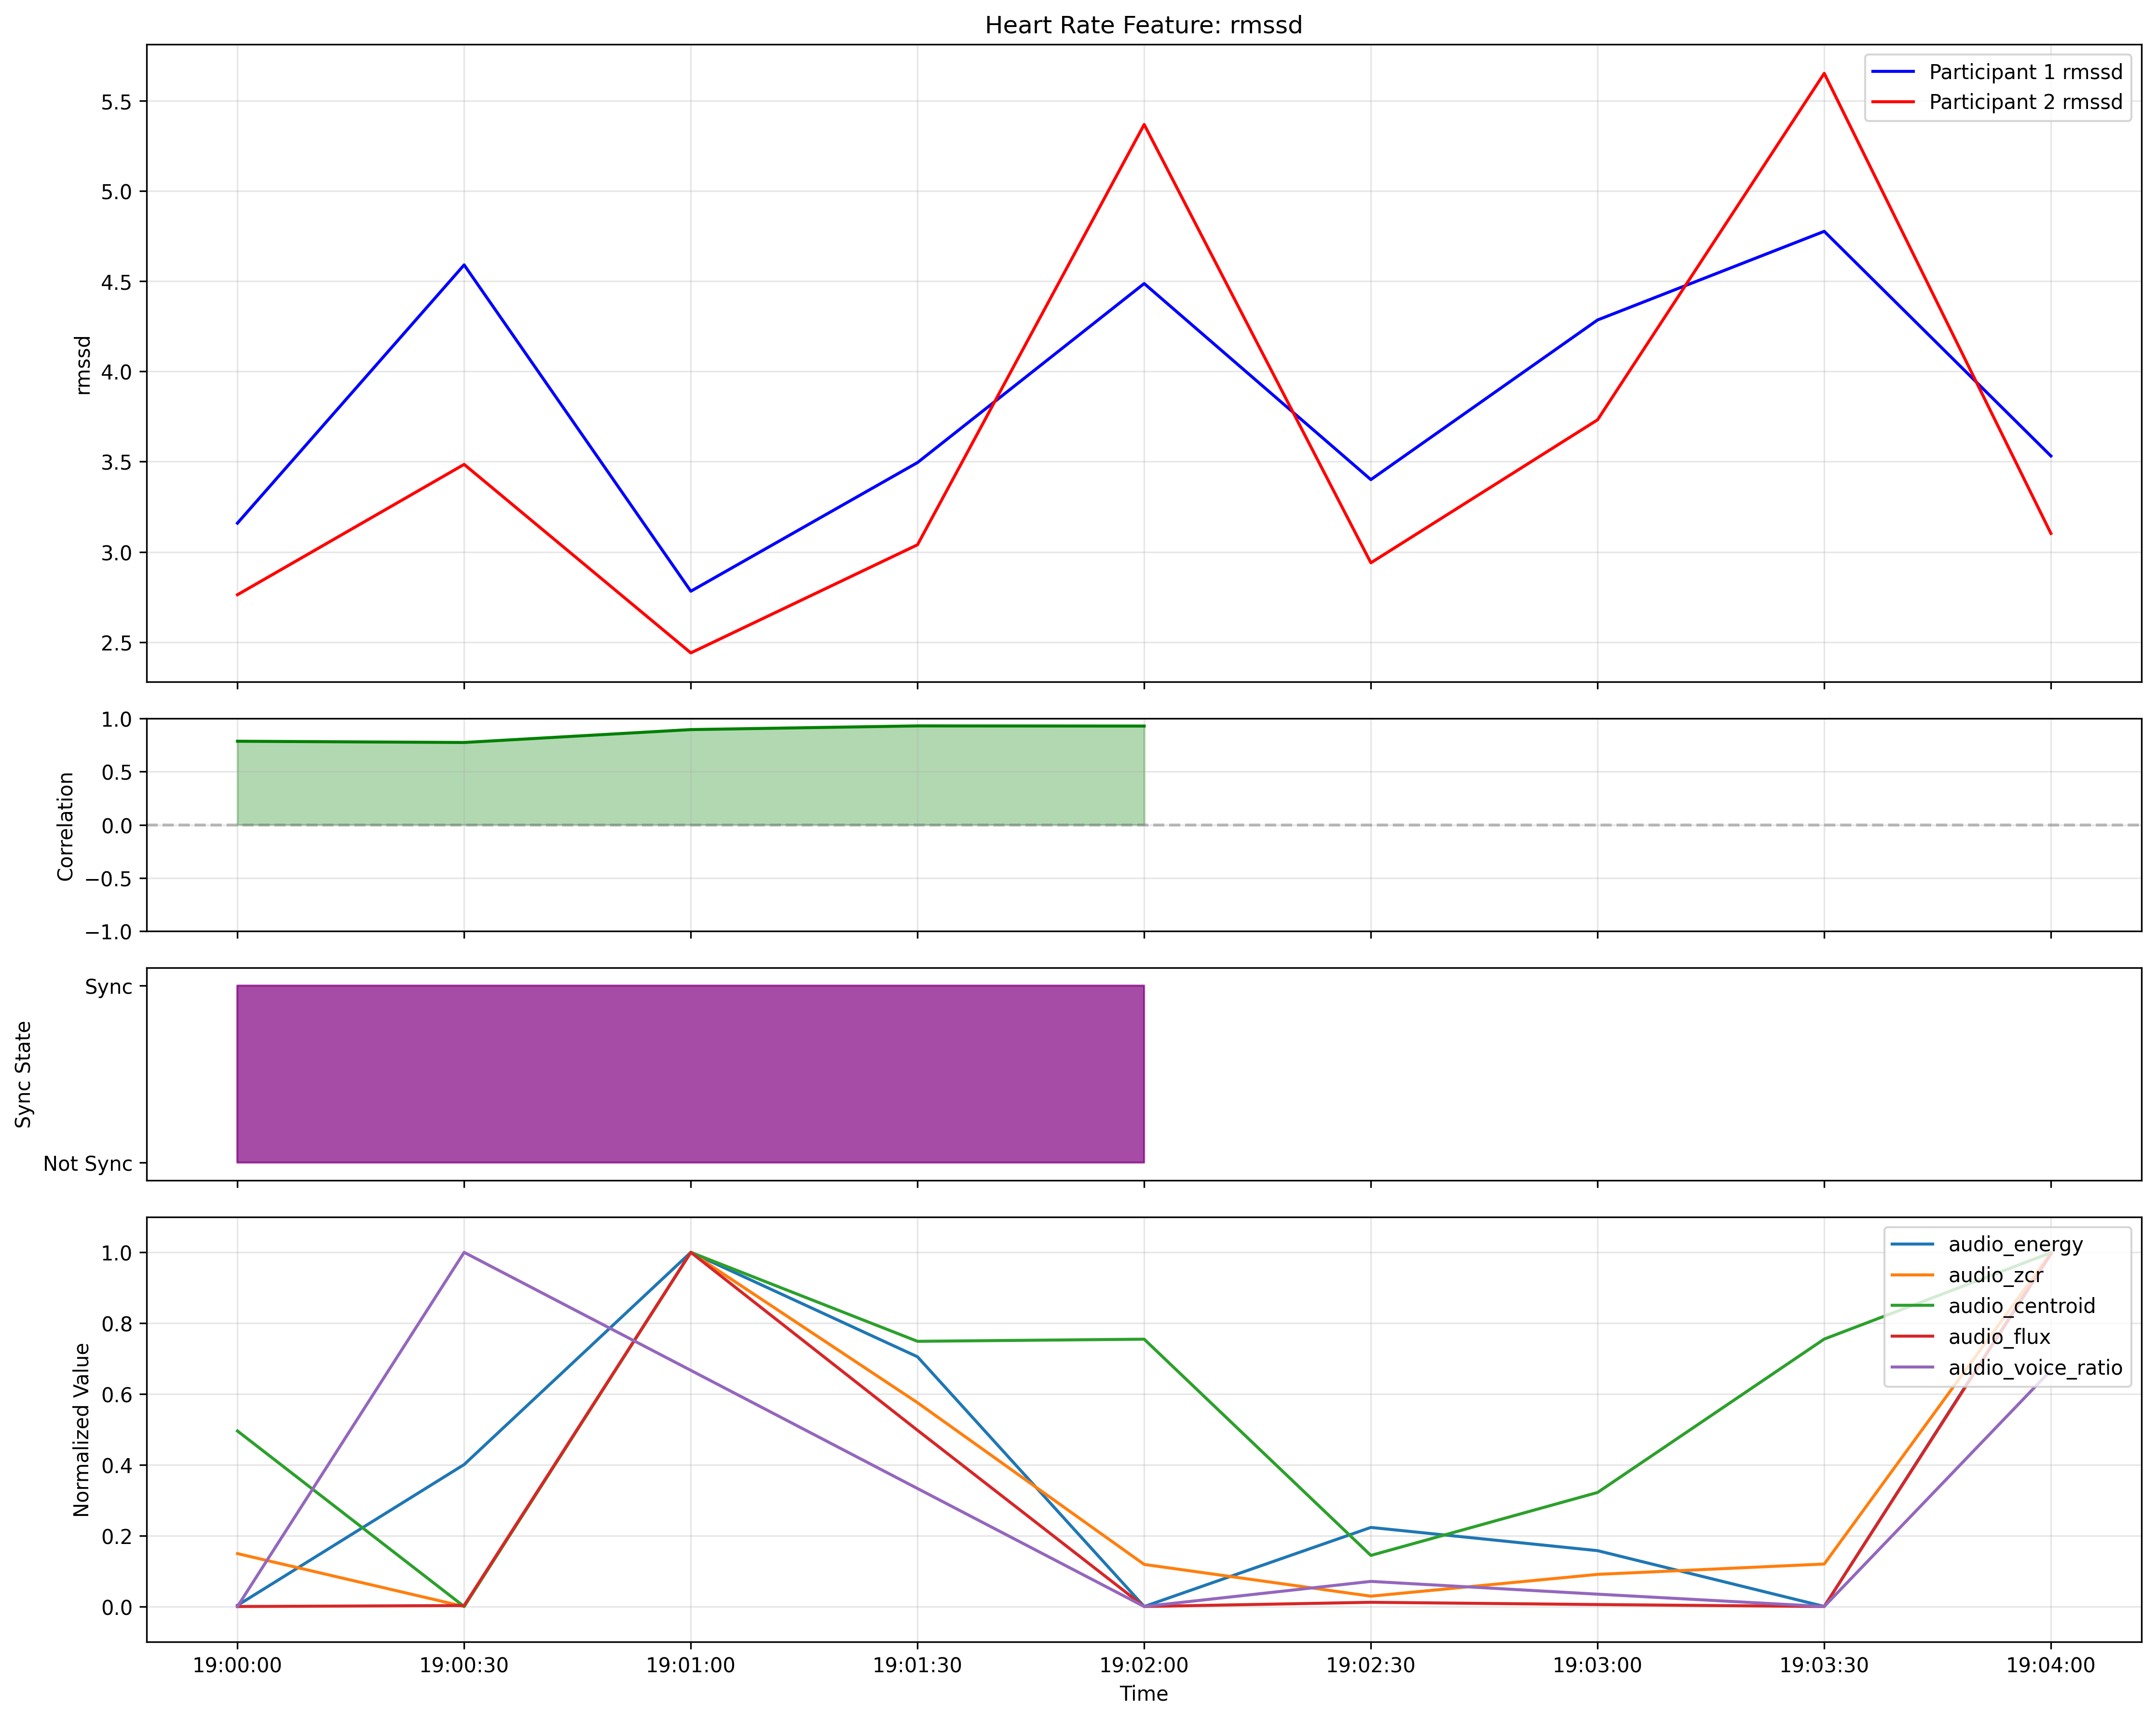 Heart Rate Feature: rmssd
Participant 1 rmssd
Participant 2 rmssd
5.5
5.0
4.5
4.0
3.5
3.0
2.5
rmssd
1.0
0.5
0.0
−0.5
−1.0
Correlation
Sync
Not Sync
Sync State
audio_energy
audio_zcr
audio_centroid
audio_flux
audio_voice_ratio
1.0
0.8
0.6
0.4
0.2
0.0
Normalized Value
19:00:00 19:00:30 19:01:00 19:01:30 19:02:00 19:02:30 19:03:00 19:03:30 19:04:00
Time